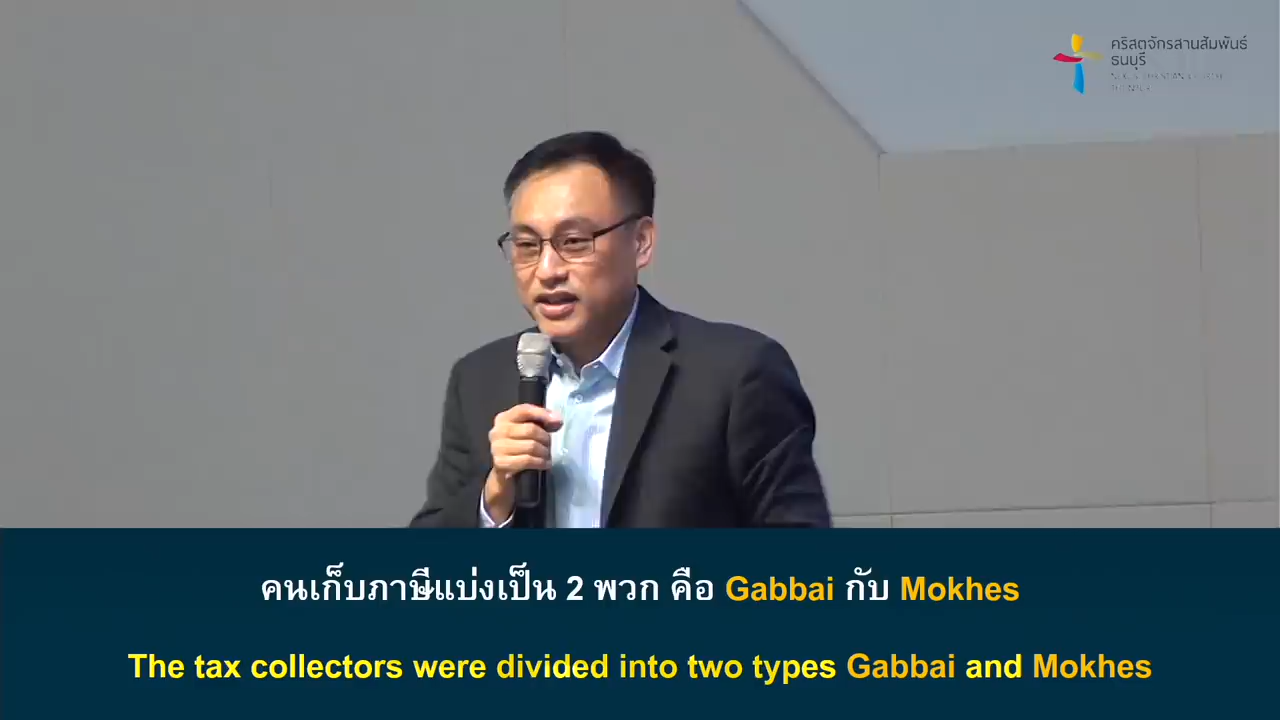 คริสตจักรสานสัมพันธ์
ธนบุรี
คนเก็บภาษีแบ่งเป็น 2 พวก คือ Gabbai กับ Mokhes
The tax collectors were divided into two types Gabbai and Mokhes